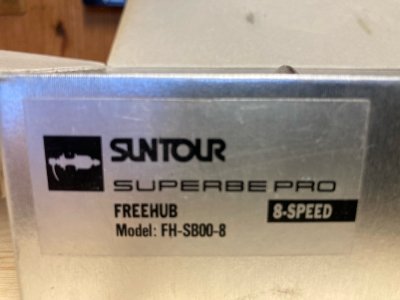 SUNTOUR
SUPERBE PRO
FREEHUB 8-SPEED
Model: FH-SB00-8